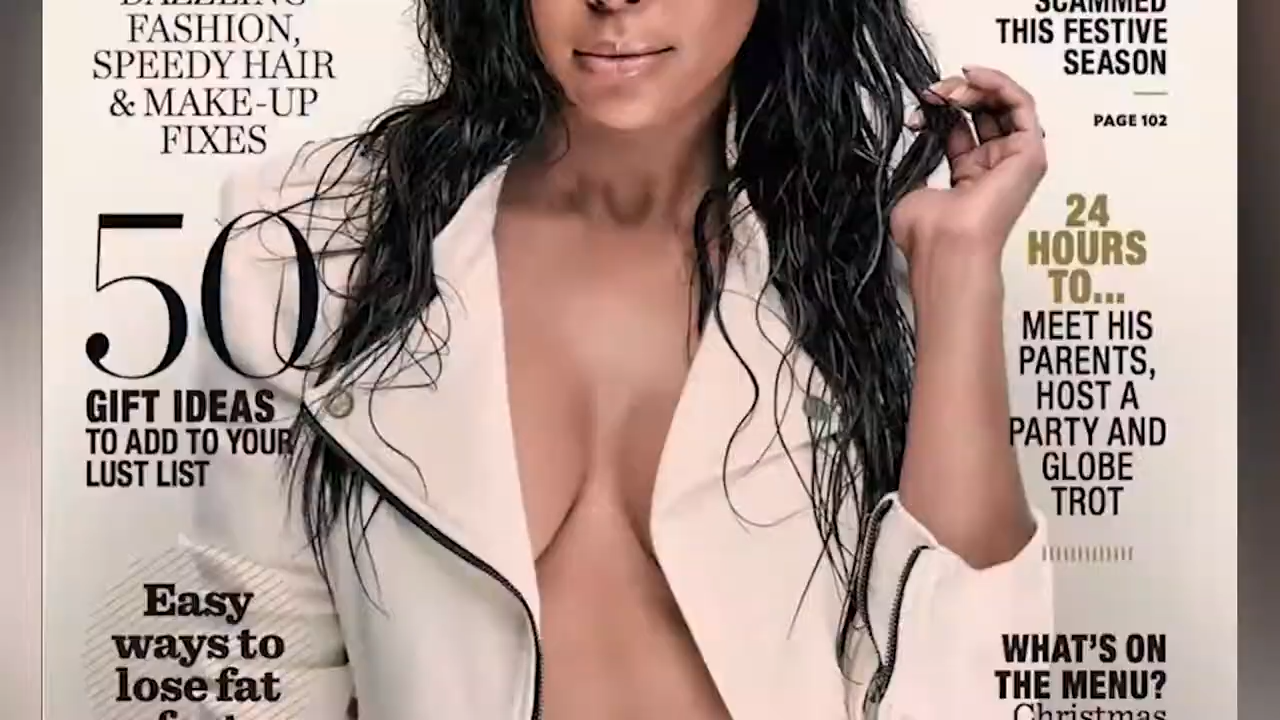 DAZZLING
FASHION,
SPEEDY HAIR
& MAKE-UP
FIXES
50
GIFT IDEAS
TO ADD TO YOUR
LUST LIST
Easy
ways to
lose fat
fast
SCAMMED
THIS FESTIVE
SEASON
PAGE 102
24
HOURS
TO...
MEET HIS
PARENTS,
HOST A
PARTY AND
GLOBE
TROT
WHAT'S ON
THE MENU?
Christmas